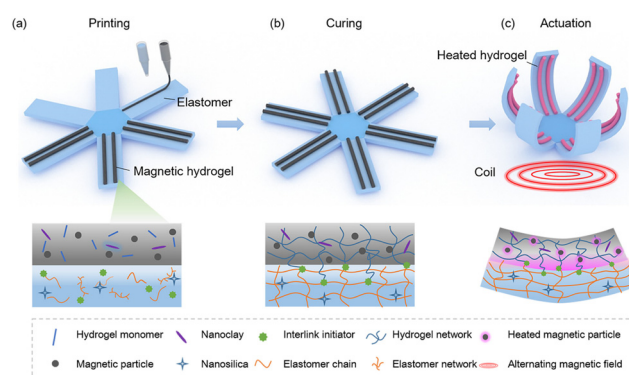 (a) Printing
(b) Curing
(c) Actuation
Elastomer
Magnetic hydrogel
Heated hydrogel
Coil
Hydrogel monomer
Nanoclay
Interlink initiator
Hydrogel network
Heated magnetic particle
Magnetic particle
Nanosilica
Elastomer chain
Elastomer network
Alternating magnetic field